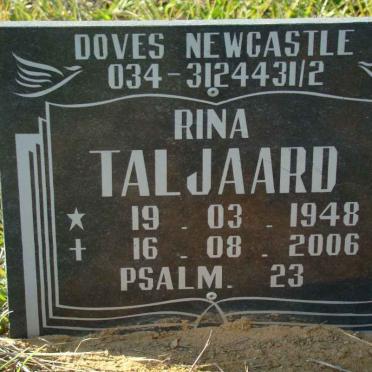 DOVES NEWCASTLE
034-3124431/2
RINA
TALJAARD
★ 19 . 03 . 1948
† 16 . 08 . 2006
PSALM. 23